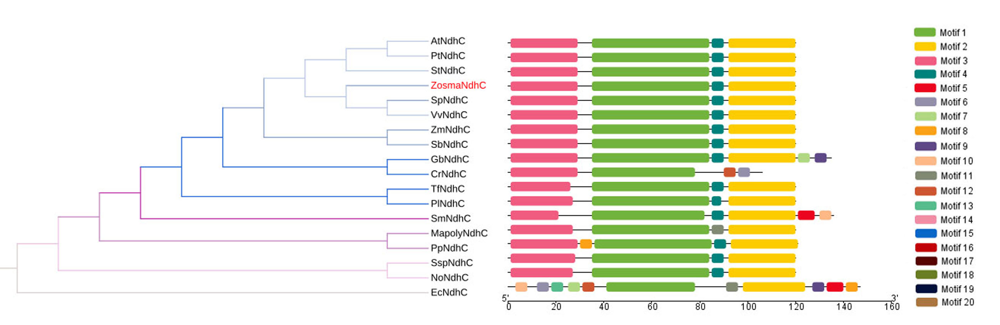 AtNdhC
PtNdhC
StNdhC
ZosmaNdhC
SpNdhC
VvNdhC
ZmNdhC
SbNdhC
GbNdhC
CrNdhC
TfNdhC
PlNdhC
SmNdhC
MapolyNdhC
PpNdhC
SspNdhC
NoNdhC
EcNdhC
5' 3'
0 20 40 60 80 100 120 140 160
Motif 1
Motif 2
Motif 3
Motif 4
Motif 5
Motif 6
Motif 7
Motif 8
Motif 9
Motif 10
Motif 11
Motif 12
Motif 13
Motif 14
Motif 15
Motif 16
Motif 17
Motif 18
Motif 19
Motif 20